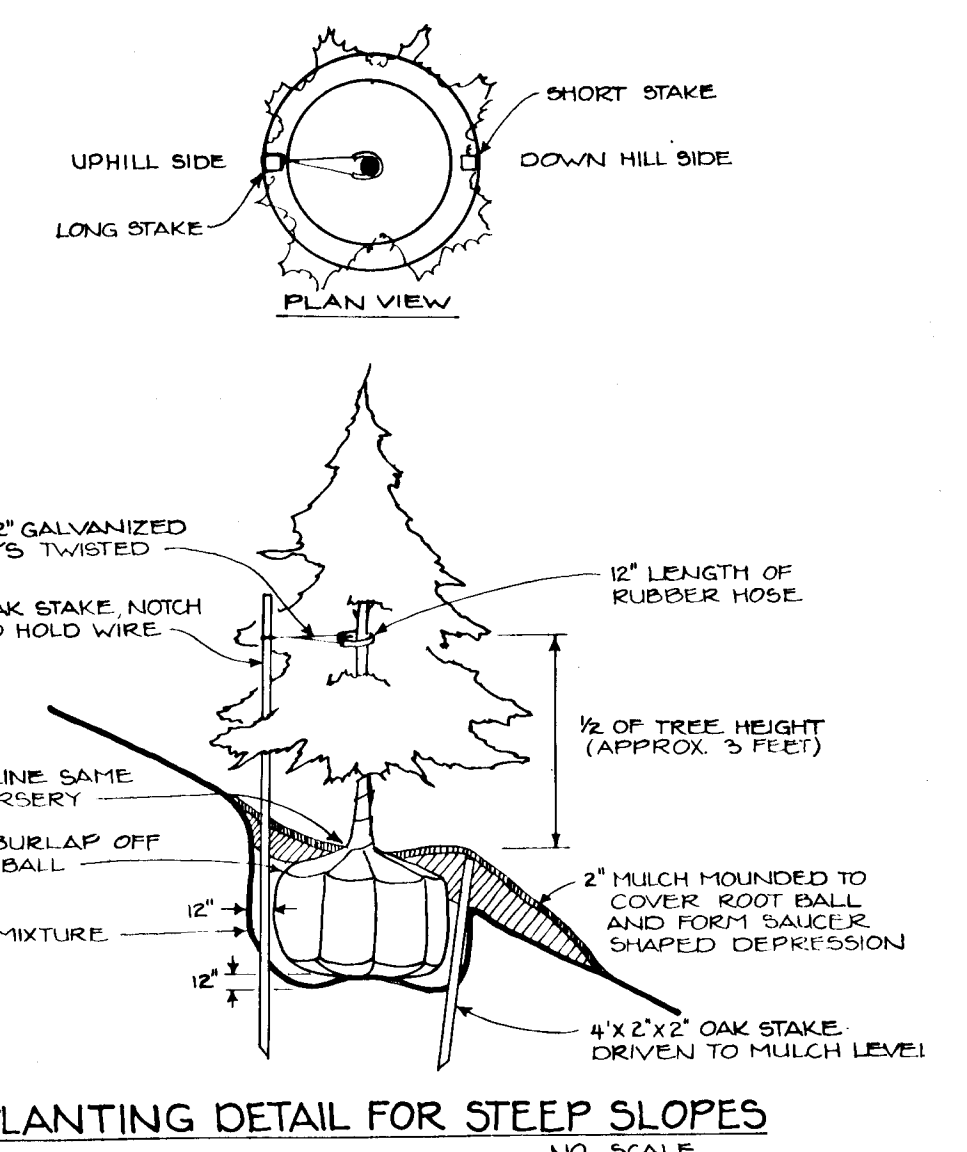 SHORT STAKE
UPHILL SIDE
DOWN HILL SIDE
LONG STAKE
PLAN VIEW
2" GALVANIZED
TWISTED
12" LENGTH OF
RUBBER HOSE
STAKE, NOTCH
HOLD WIRE
1/2 OF TREE HEIGHT
(APPROX. 3 FEET)
SAME
BURLAP OFF
BALL
2" MULCH MOUNDED TO
COVER ROOT BALL
AND FORM SAUCER
SHAPED DEPRESSION
12"
MIXTURE
12"
4'X 2"X 2" OAK STAKE
DRIVEN TO MULCH LEVEL
LANTING DETAIL FOR STEEP SLOPES
NO SCALE